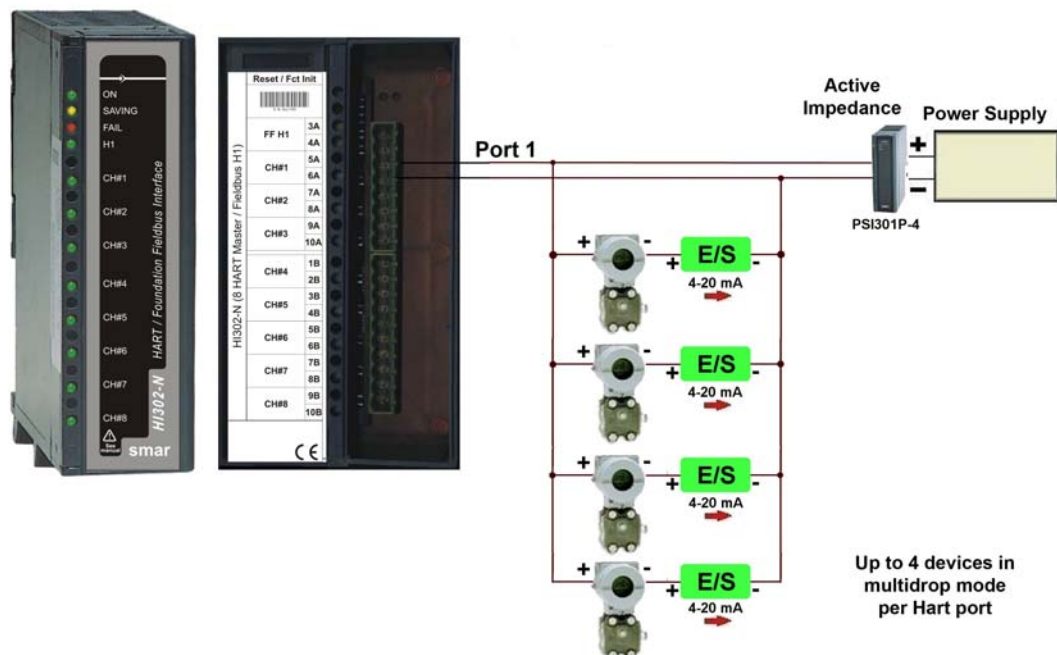 ON
SAVING
FAIL
H1
CH#1
CH#2
CH#3
CH#4
CH#5
CH#6
CH#7
CH#8
HI302-N
HART / Foundation Fieldbus Interface
See manual
smar
Reset / Fct Init
HI302-N (8 HART Master / Fieldbus H1)
FF H1
3A
4A
CH#1
5A
6A
CH#2
7A
8A
CH#3
9A
10A
CH#4
1B
2B
CH#5
3B
4B
CH#6
5B
6B
CH#7
7B
8B
CH#8
9B
10B
CE
Port 1
Active
Impedance
Power Supply
+
-
PSI301P-4
+ - + E/S -
4-20 mA
+ - + E/S -
4-20 mA
+ - + E/S -
4-20 mA
+ - + E/S -
4-20 mA
Up to 4 devices in
multidrop mode
per Hart port